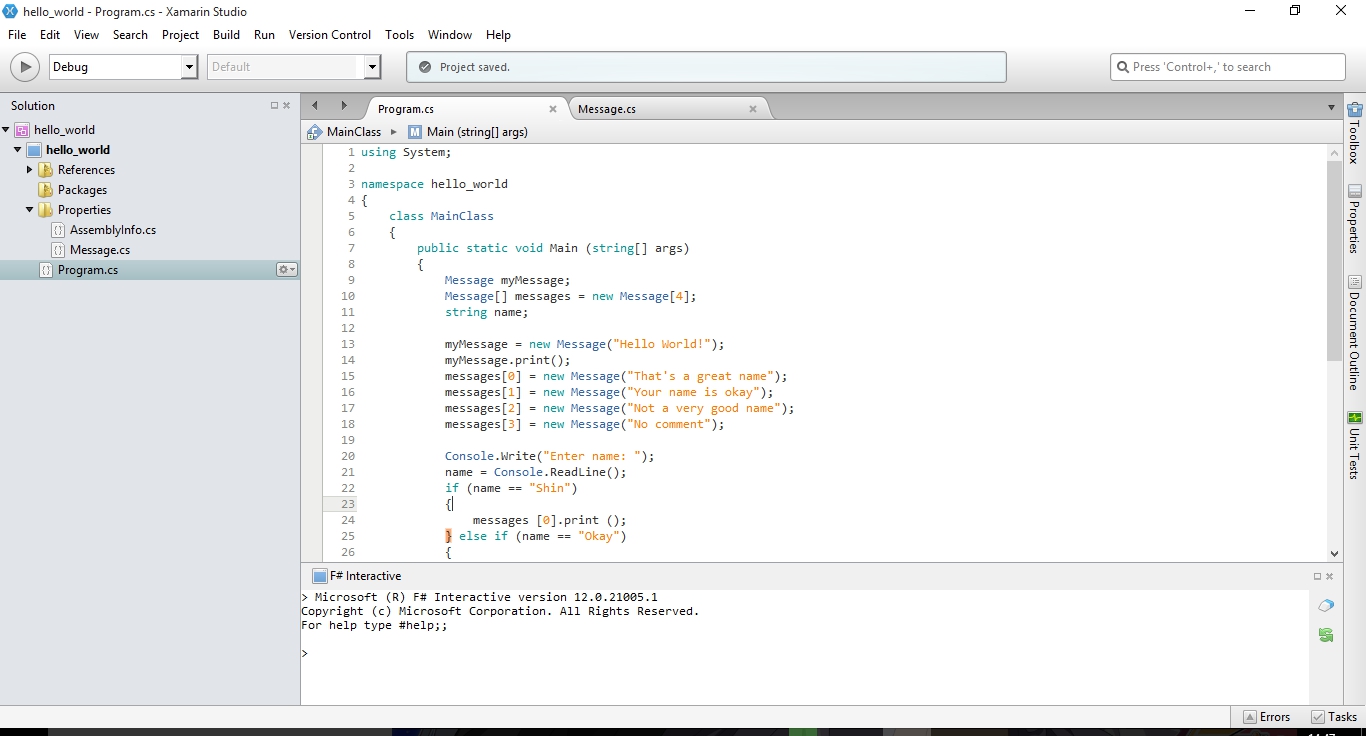 hello_world - Program.cs - Xamarin Studio
File Edit View Search Project Build Run Version Control Tools Window Help
Debug Default Project saved. Press 'Control+,' to search
Solution
hello_world
hello_world
References
Packages
Properties
AssemblyInfo.cs
Message.cs
Program.cs
Program.cs Message.cs
MainClass M Main (string[] args)
1 using System;
2
3 namespace hello_world
4 {
5 class MainClass
6 {
7 public static void Main (string[] args)
8 {
9 Message myMessage;
10 Message[] messages = new Message[4];
11 string name;
12
13 myMessage = new Message("Hello World!");
14 myMessage.print();
15 messages[0] = new Message("That's a great name");
16 messages[1] = new Message("Your name is okay");
17 messages[2] = new Message("Not a very good name");
18 messages[3] = new Message("No comment");
19
20 Console.Write("Enter name: ");
21 name = Console.ReadLine();
22 if (name == "Shin")
23 {
24 messages [0].print ();
25 } else if (name == "Okay")
26 {
F# Interactive
> Microsoft (R) F# Interactive version 12.0.21005.1
Copyright (c) Microsoft Corporation. All Rights Reserved.
For help type #help;;
>
Toolbox
Properties
Document Outline
Unit Tests
Errors Tasks